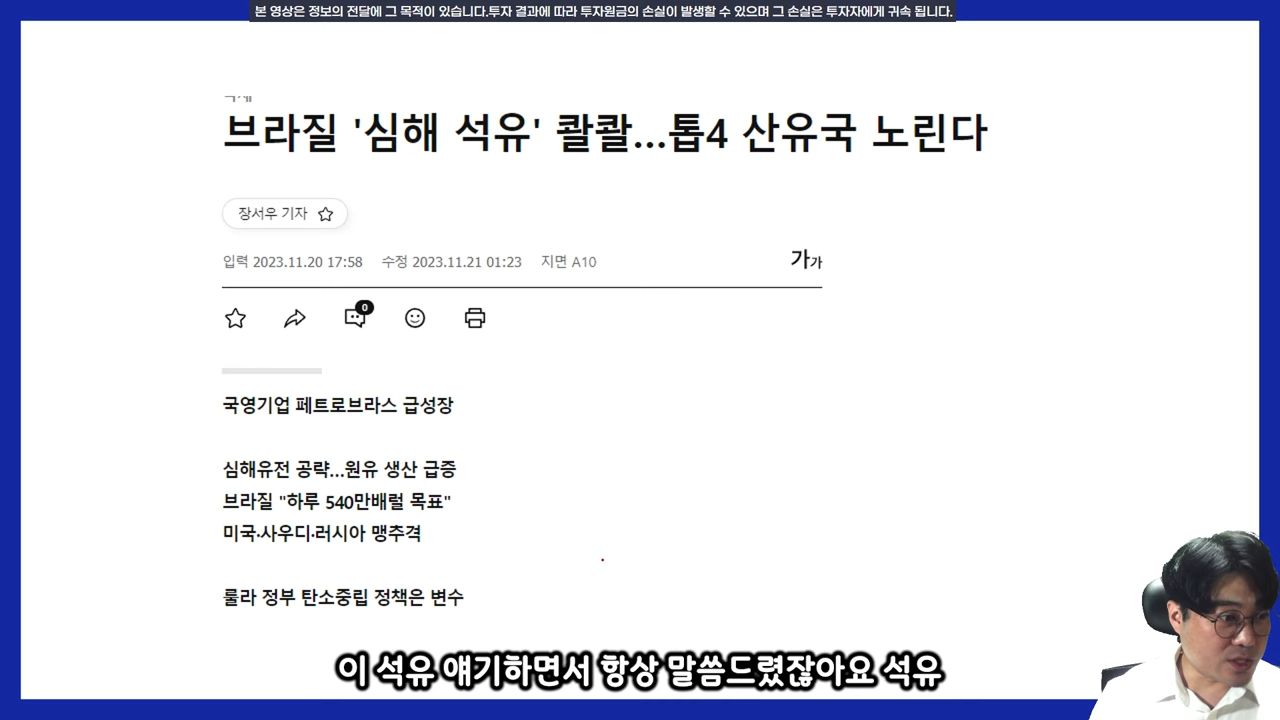 본 영상은 정보의 전달에 그 목적이 있습니다.투자 결과에 따라 투자원금의 손실이 발생할 수 있으며 그 손실은 투자자에게 귀속 됩니다.
브라질 '심해 석유' 콸콸...톱4 산유국 노린다
장서우 기자
입력 2023.11.20 17:58 수정 2023.11.21 01:23 지면 A10
가가
0
국영기업 페트로브라스 급성장
심해유전 공략...원유 생산 급증
브라질 "하루 540만배럴 목표"
미국·사우디·러시아 맹추격
룰라 정부 탄소중립 정책은 변수
이 석유 얘기하면서 항상 말씀드렸잖아요 석유